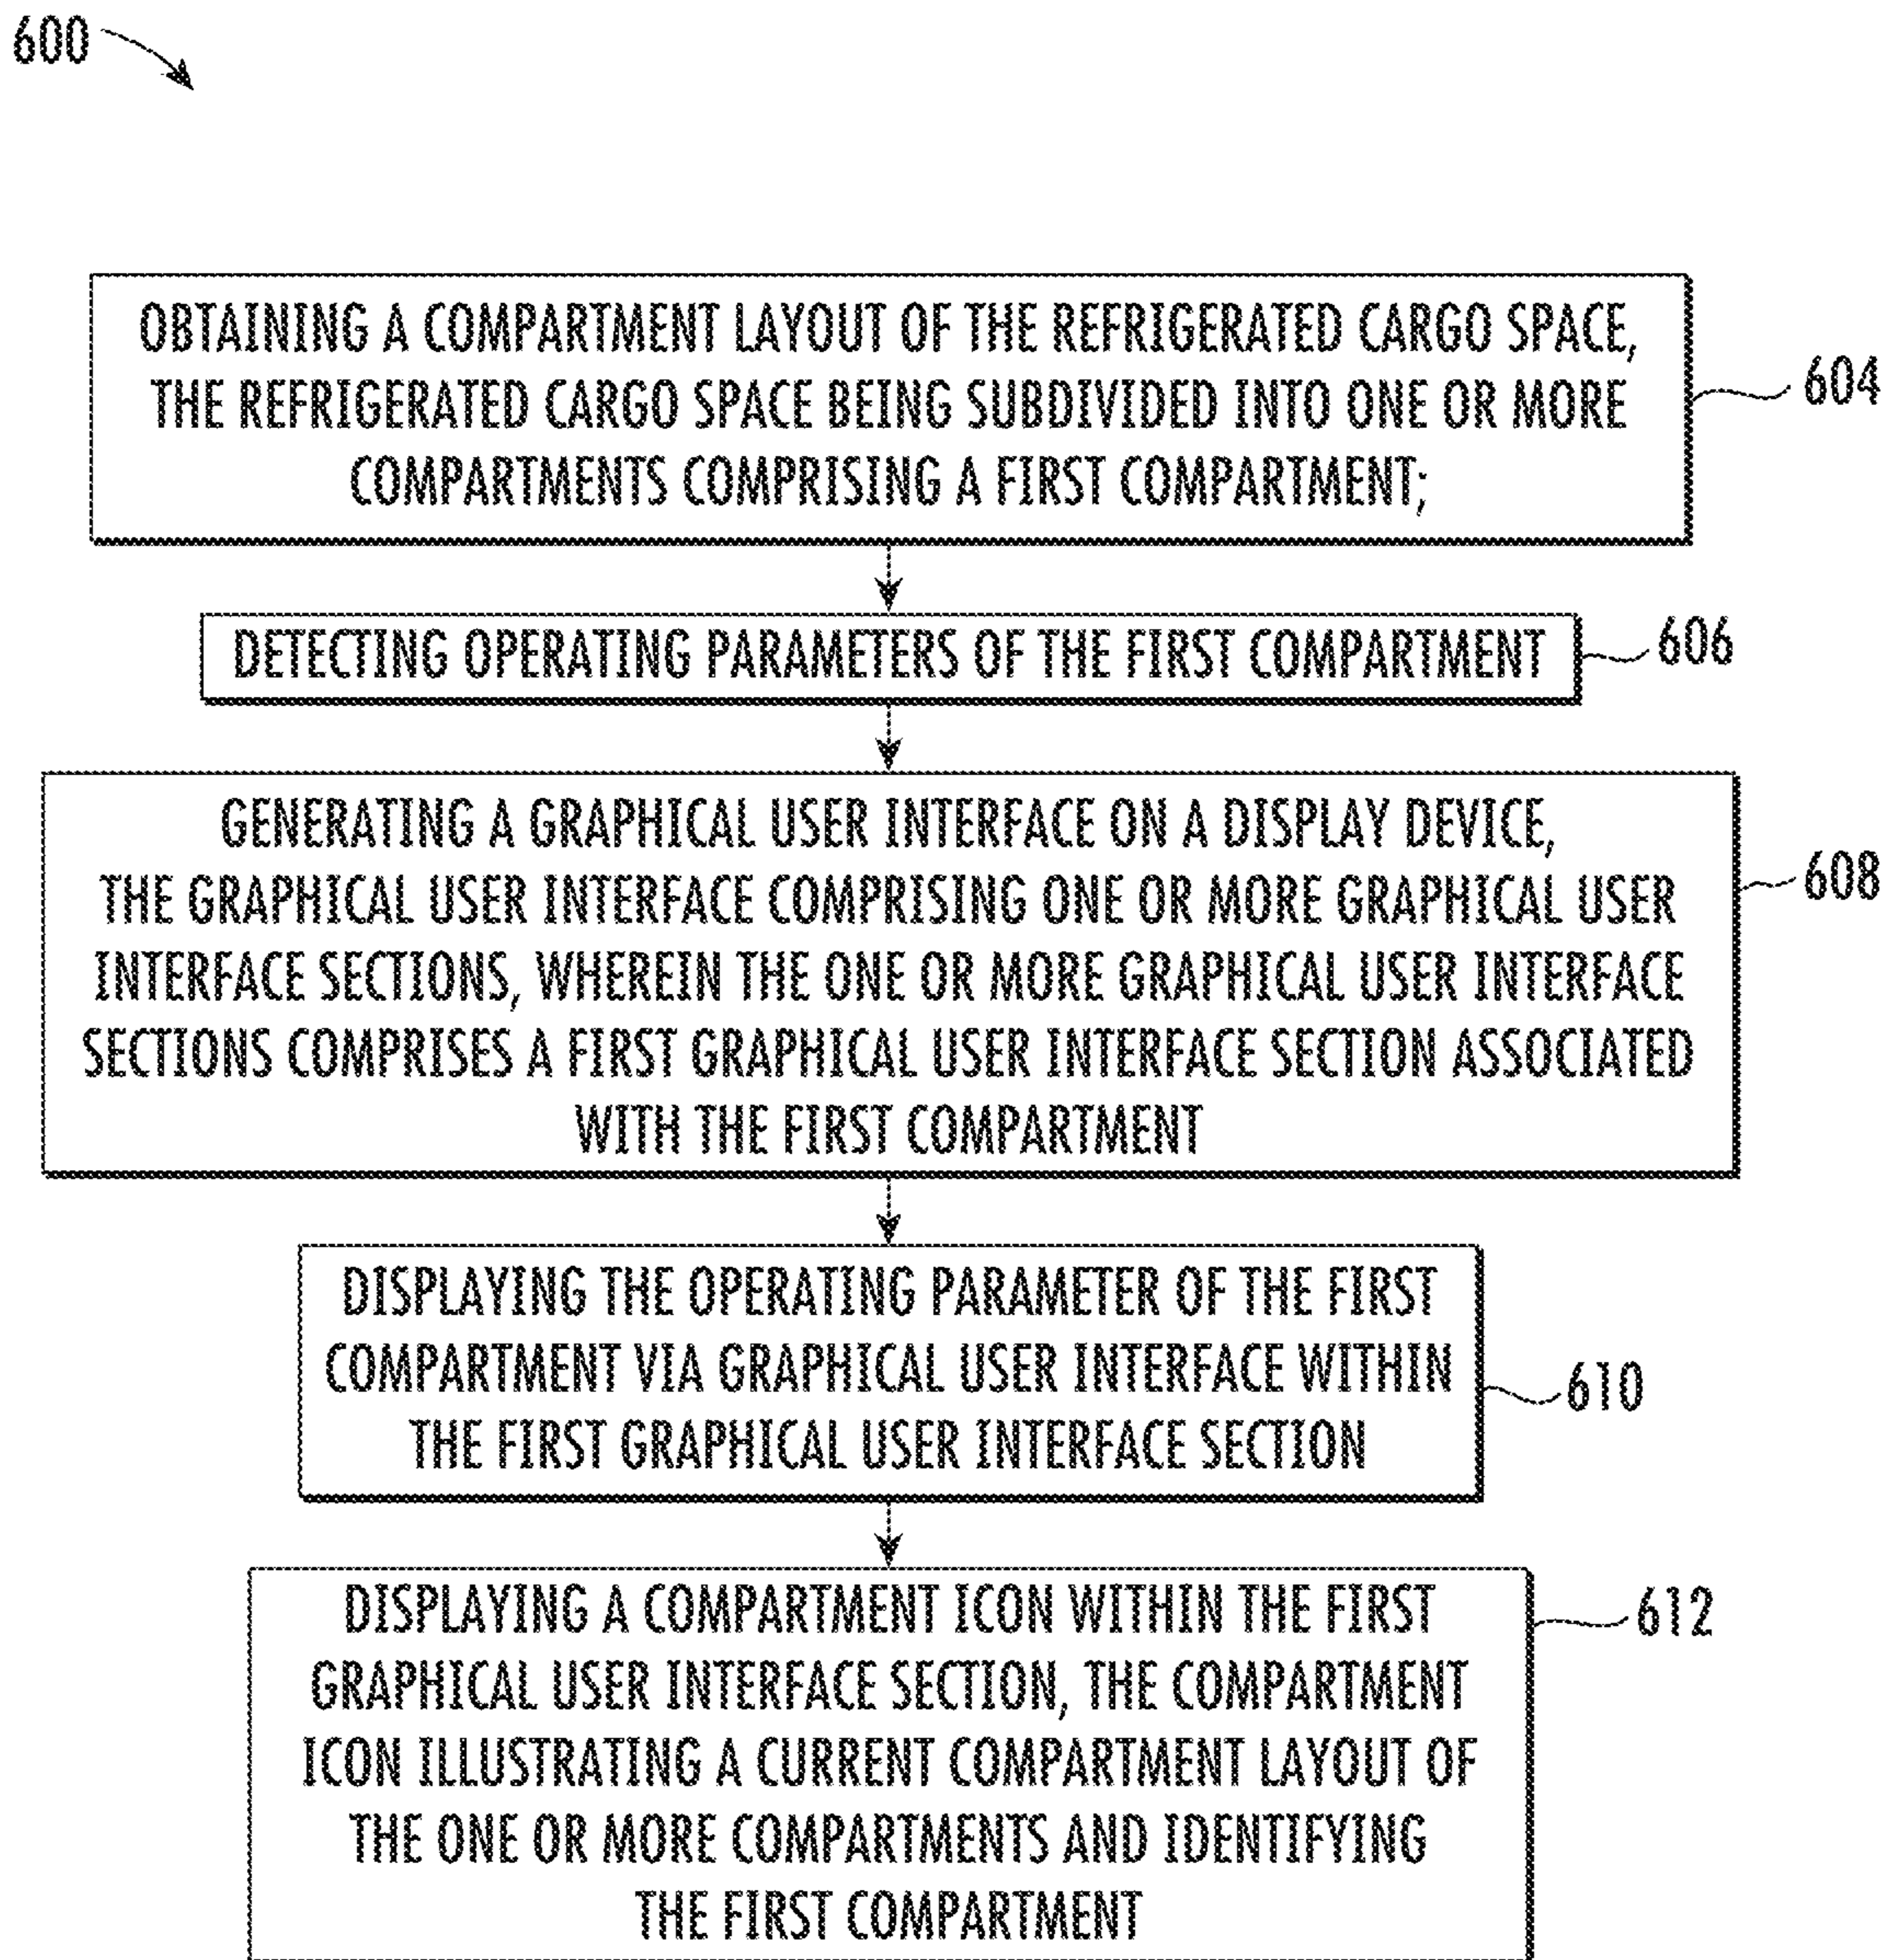 600
OBTAINING A COMPARTMENT LAYOUT OF THE REFRIGERATED CARGO SPACE,
THE REFRIGERATED CARGO SPACE BEING SUBDIVIDED INTO ONE OR MORE
COMPARTMENTS COMPRISING A FIRST COMPARTMENT;
604
DETECTING OPERATING PARAMETERS OF THE FIRST COMPARTMENT
606
GENERATING A GRAPHICAL USER INTERFACE ON A DISPLAY DEVICE,
THE GRAPHICAL USER INTERFACE COMPRISING ONE OR MORE GRAPHICAL USER
INTERFACE SECTIONS, WHEREIN THE ONE OR MORE GRAPHICAL USER INTERFACE
SECTIONS COMPRISES A FIRST GRAPHICAL USER INTERFACE SECTION ASSOCIATED
WITH THE FIRST COMPARTMENT
608
DISPLAYING THE OPERATING PARAMETER OF THE FIRST
COMPARTMENT VIA GRAPHICAL USER INTERFACE WITHIN
THE FIRST GRAPHICAL USER INTERFACE SECTION
610
DISPLAYING A COMPARTMENT ICON WITHIN THE FIRST
GRAPHICAL USER INTERFACE SECTION, THE COMPARTMENT
ICON ILLUSTRATING A CURRENT COMPARTMENT LAYOUT OF
THE ONE OR MORE COMPARTMENTS AND IDENTIFYING
THE FIRST COMPARTMENT
612